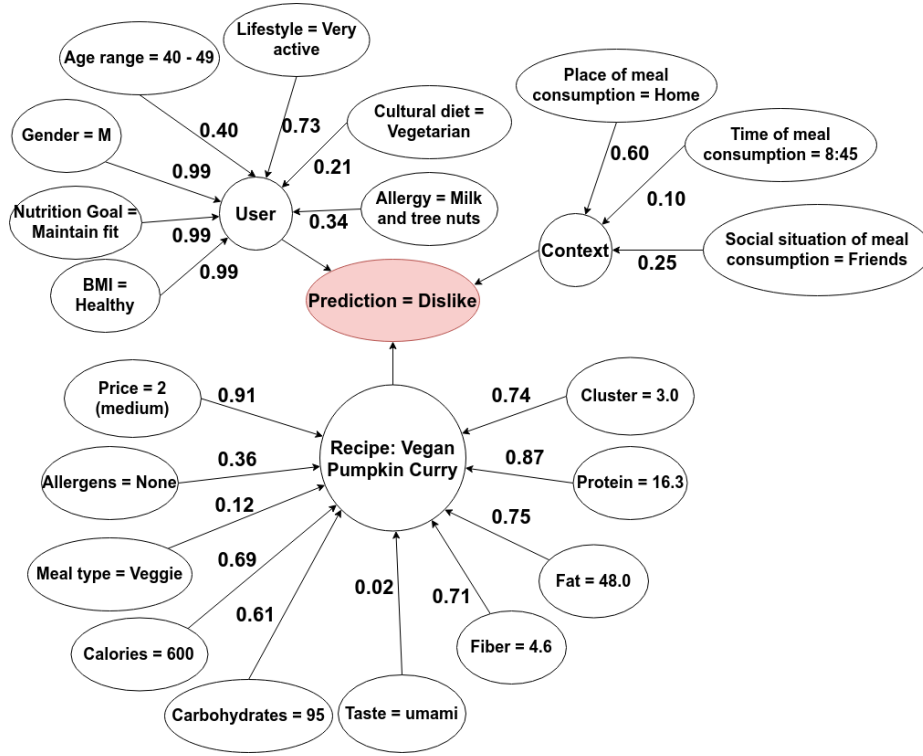 Lifestyle = Very
active
Age range = 40 - 49
Place of meal
consumption = Home
Cultural diet =
Vegetarian
Gender = M
0.40
0.73
Time of meal
consumption = 8:45
0.60
0.99
0.21
0.10
Nutrition Goal =
Maintain fit
User
Allergy = Milk
and tree nuts
0.34
0.99
Context
Social situation of meal
consumption = Friends
0.25
0.99
BMI =
Healthy
Prediction = Dislike
Price = 2
(medium)
0.91
0.74
Cluster = 3.0
Recipe: Vegan
Pumpkin Curry
0.36
0.87
Allergens = None
Protein = 16.3
0.12
0.75
Meal type = Veggie
0.69
Fat = 48.0
0.61
0.02
0.71
Calories = 600
Fiber = 4.6
Carbohydrates = 95
Taste = umami